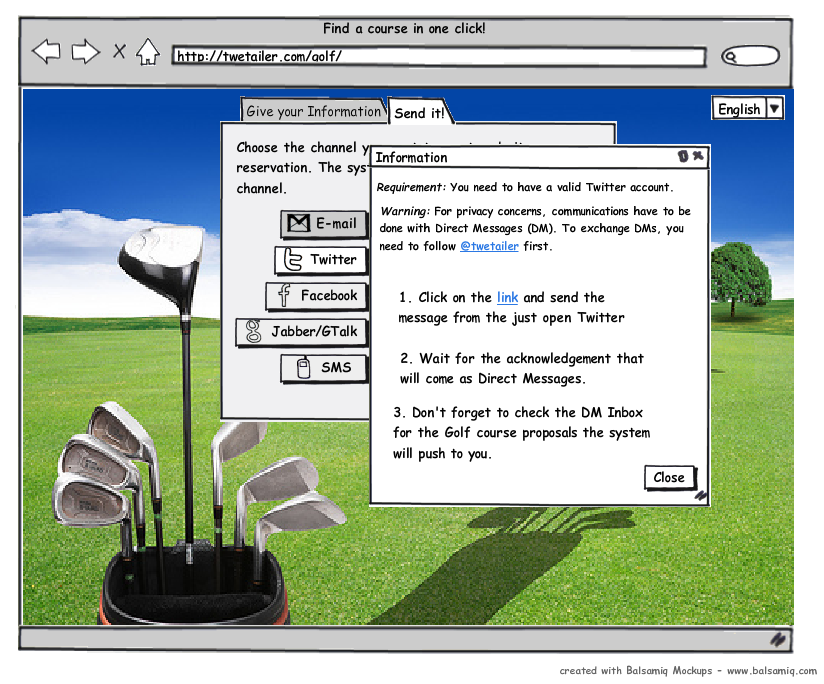 Find a course in one click!
http://twetailer.com/golf/
English
Give your Information
Send it!
Choose the channel
reservation. The
channel.
E-mail
Twitter
Facebook
Jabber/GTalk
SMS
Information
Requirement: You need to have a valid Twitter account.
Warning: For privacy concerns, communications have to be
done with Direct Messages (DM). To exchange DMs, you
need to follow @twetailer first.
1. Click on the link and send the
message from the just open Twitter
2. Wait for the acknowledgement that
will come as Direct Messages.
3. Don't forget to check the DM Inbox
for the Golf course proposals the system
will push to you.
Close
created with Balsamiq Mockups - www.balsamiq.com